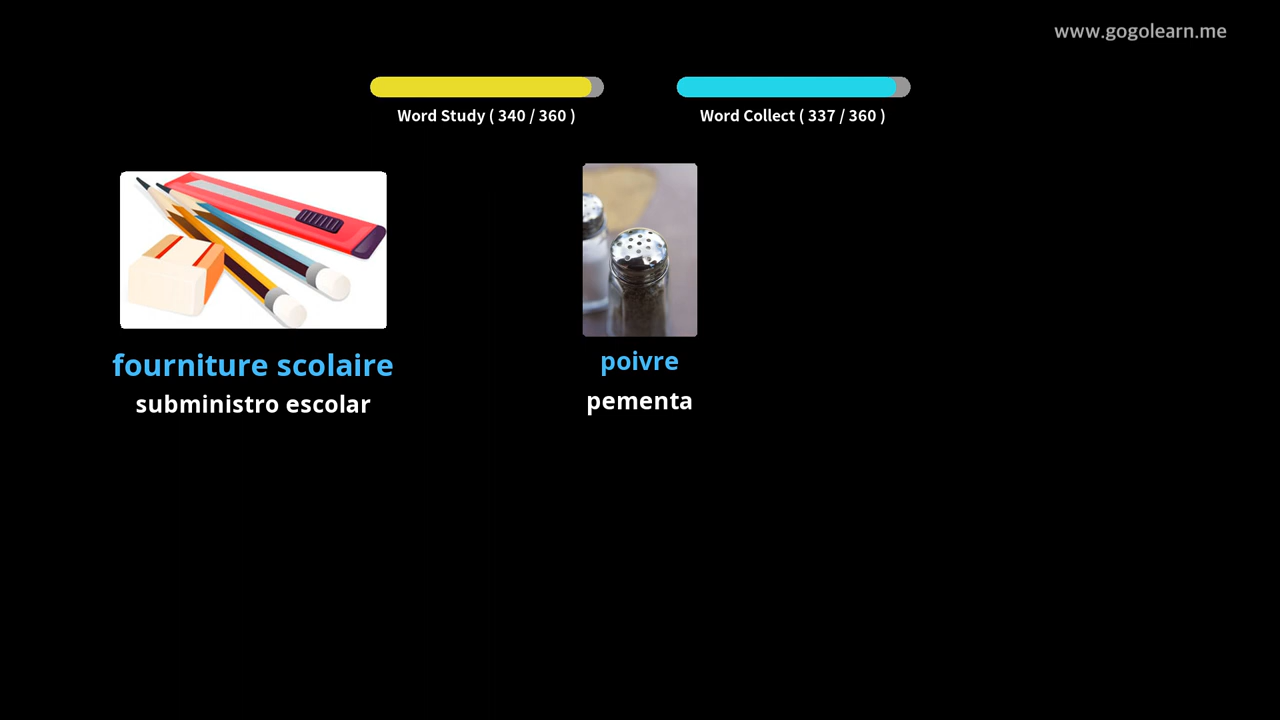 www.gogolearn.me
Word Study ( 340 / 360 )
Word Collect ( 337 / 360 )
fourniture scolaire
subministro escolar
poivre
pementa